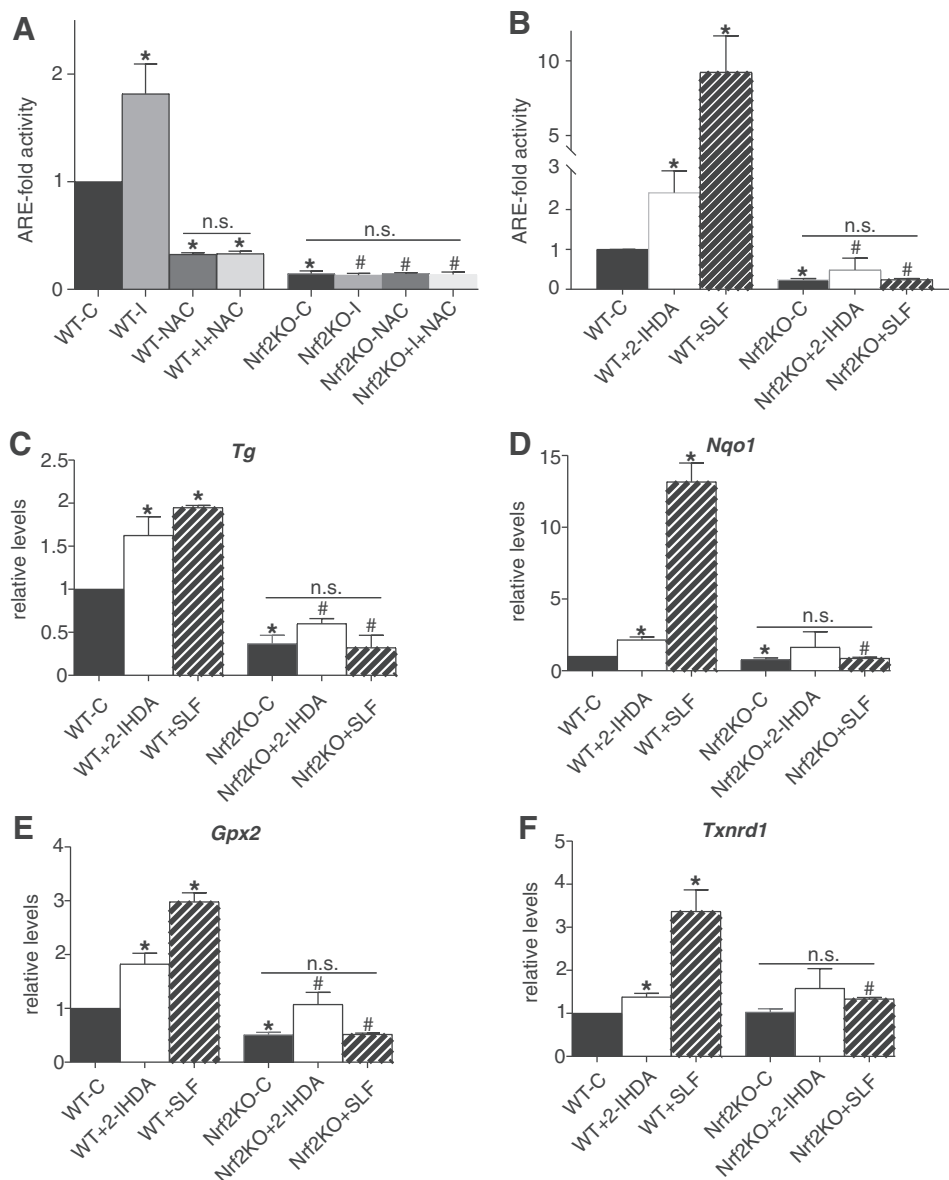 A
ARE-fold activity
2
1
0
*
n.s.
* *
n.s.
* # # #
WT-C
WT-I
WT-NAC
WT+I+NAC
Nrf2KO-C
Nrf2KO-I
Nrf2KO-NAC
Nrf2KO+I+NAC
B
ARE-fold activity
10
5
3
2
1
0
*
*
n.s.
* # #
WT-C
WT+2-IHDA
WT+SLF
Nrf2KO-C
Nrf2KO+2-IHDA
Nrf2KO+SLF
C
Tg
relative levels
2.5
2
1.5
1
0.5
0
* *
n.s.
* # #
WT-C
WT+2-IHDA
WT+SLF
Nrf2KO-C
Nrf2KO+2-IHDA
Nrf2KO+SLF
D
Nqo1
relative levels
15
10
5
0
*
*
n.s.
* #
WT-C
WT+2-IHDA
WT+SLF
Nrf2KO-C
Nrf2KO+2-IHDA
Nrf2KO+SLF
E
Gpx2
relative levels
4
3
2
1
0
*
*
n.s.
* # #
WT-C
WT+2-IHDA
WT+SLF
Nrf2KO-C
Nrf2KO+2-IHDA
Nrf2KO+SLF
F
Txnrd1
relative levels
5
4
3
2
1
0
*
*
n.s.
#
WT-C
WT+2-IHDA
WT+SLF
Nrf2KO-C
Nrf2KO+2-IHDA
Nrf2KO+SLF